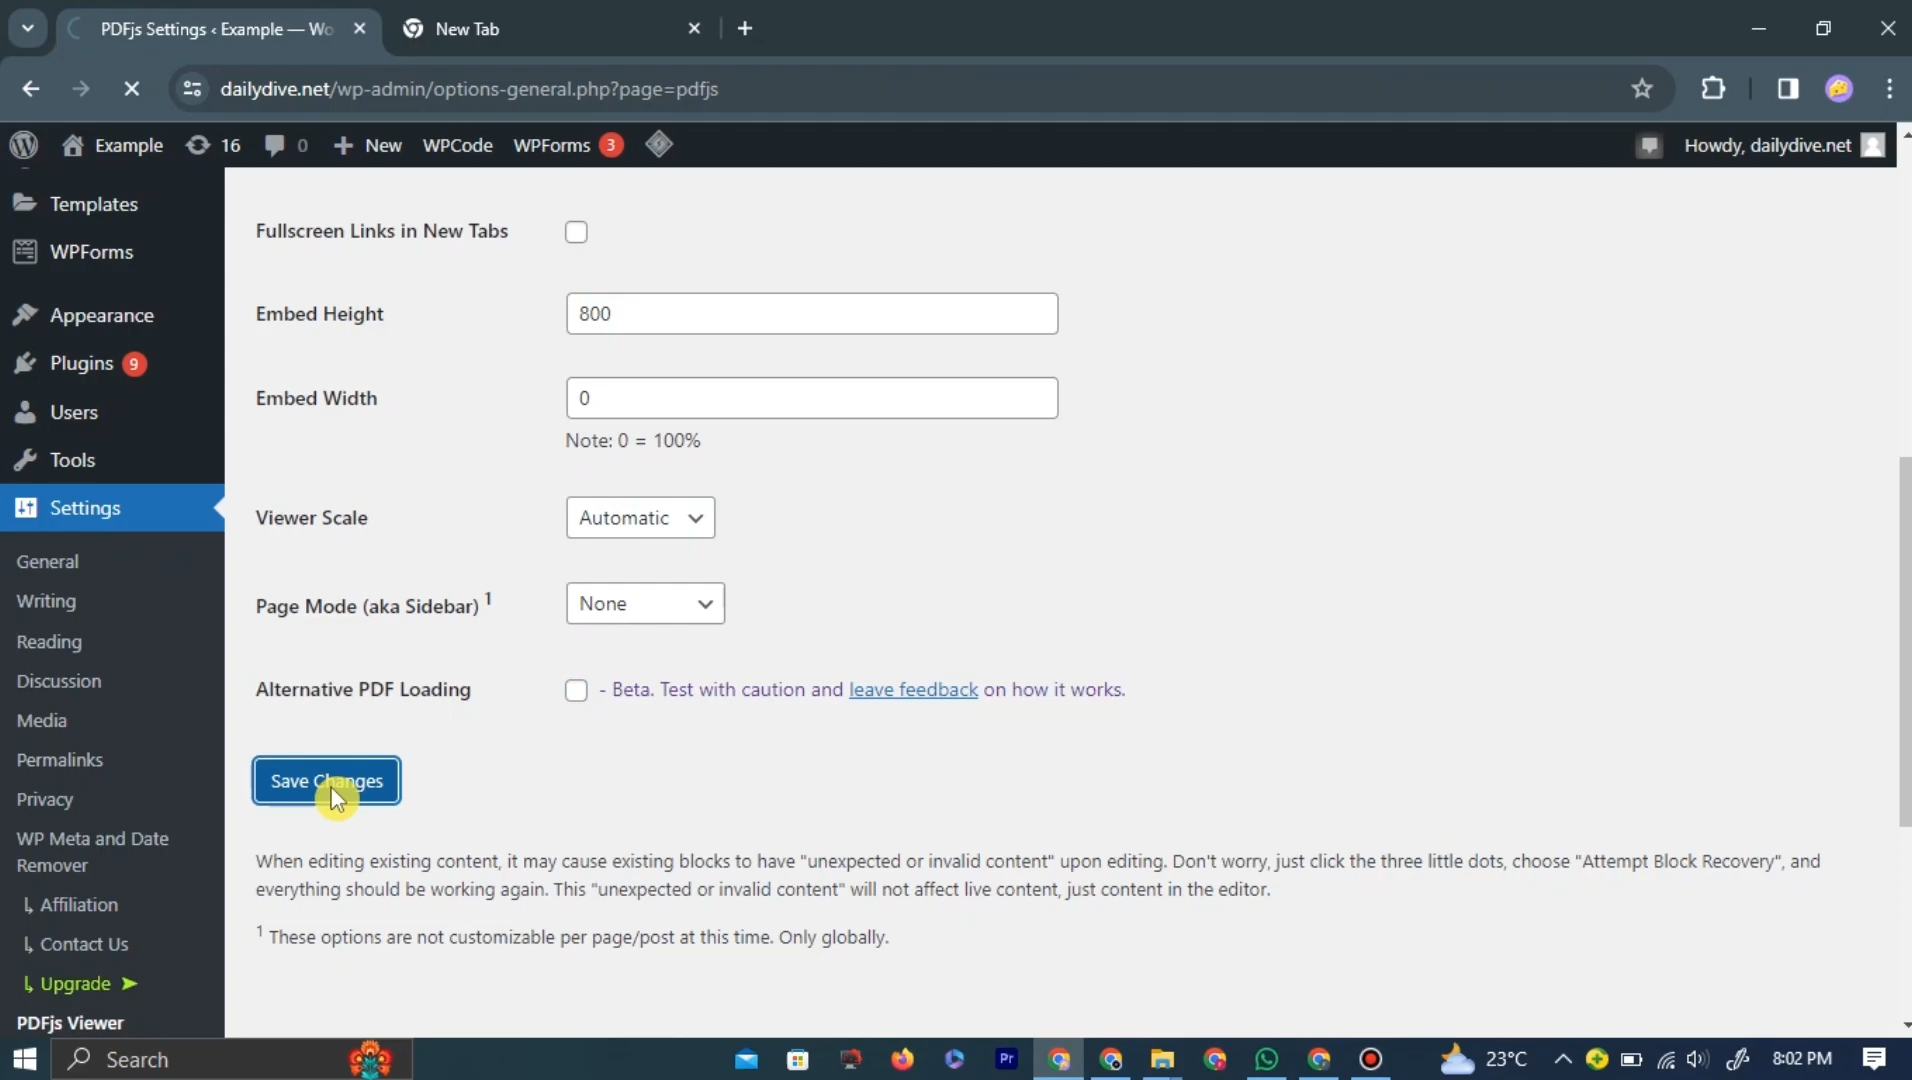 PDFjs Settings ‹ Example — Wo
New Tab
dailydive.net/wp-admin/options-general.php?page=pdfjs
Example 16 0 New WPCode WPForms 3 Howdy, dailydive.net
Templates
WPForms
Appearance
Plugins 9
Users
Tools
Settings
General
Writing
Reading
Discussion
Media
Permalinks
Privacy
WP Meta and Date
Remover
↳ Affiliation
↳ Contact Us
↳ Upgrade ➤
PDFjs Viewer
Fullscreen Links in New Tabs
Embed Height 800
Embed Width 0
Note: 0 = 100%
Viewer Scale Automatic
Page Mode (aka Sidebar) 1 None
Alternative PDF Loading - Beta. Test with caution and leave feedback on how it works.
Save Changes
When editing existing content, it may cause existing blocks to have "unexpected or invalid content" upon editing. Don't worry, just click the three little dots, choose "Attempt Block Recovery", and
everything should be working again. This "unexpected or invalid content" will not affect live content, just content in the editor.
1 These options are not customizable per page/post at this time. Only globally.
Search Pr 23°C 8:02 PM